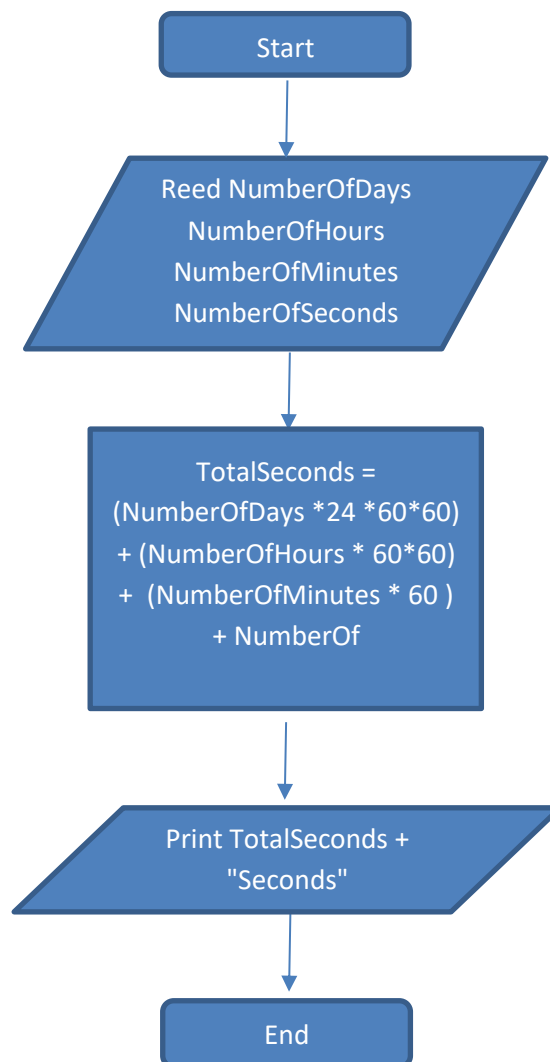 Start
Reed NumberOfDays
NumberOfHours
NumberOfMinutes
NumberOfSeconds
TotalSeconds =
(NumberOfDays *24 *60*60)
+ (NumberOfHours * 60*60)
+  (NumberOfMinutes * 60 )
+ NumberOf
Print TotalSeconds +
"Seconds"
End